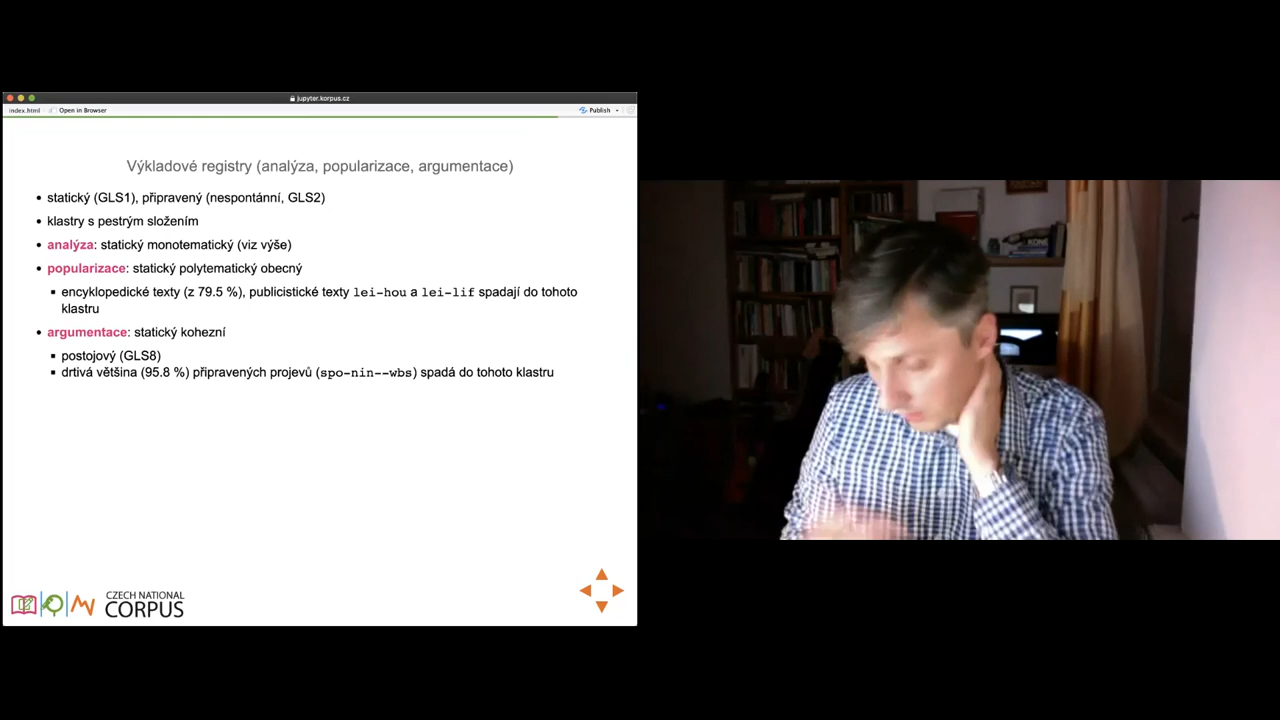 jupyter.korpus.cz
index.html
Open in Browser
Publish
Výkladové registry (analýza, popularizace, argumentace)
statický (GLS1), připravený (nespontánní, GLS2)
klastry s pestrým složením
analýza: statický monotematický (viz výše)
popularizace: statický polytematický obecný
encyklopedické texty (z 79.5 %), publicistické texty lei-hou a lei-lif spadají do tohoto
klastru
argumentace: statický kohezní
postojový (GLS8)
drtivá většina (95.8 %) připravených projevů (spo-nin--wbs) spadá do tohoto klastru
CZECH NATIONAL
CORPUS